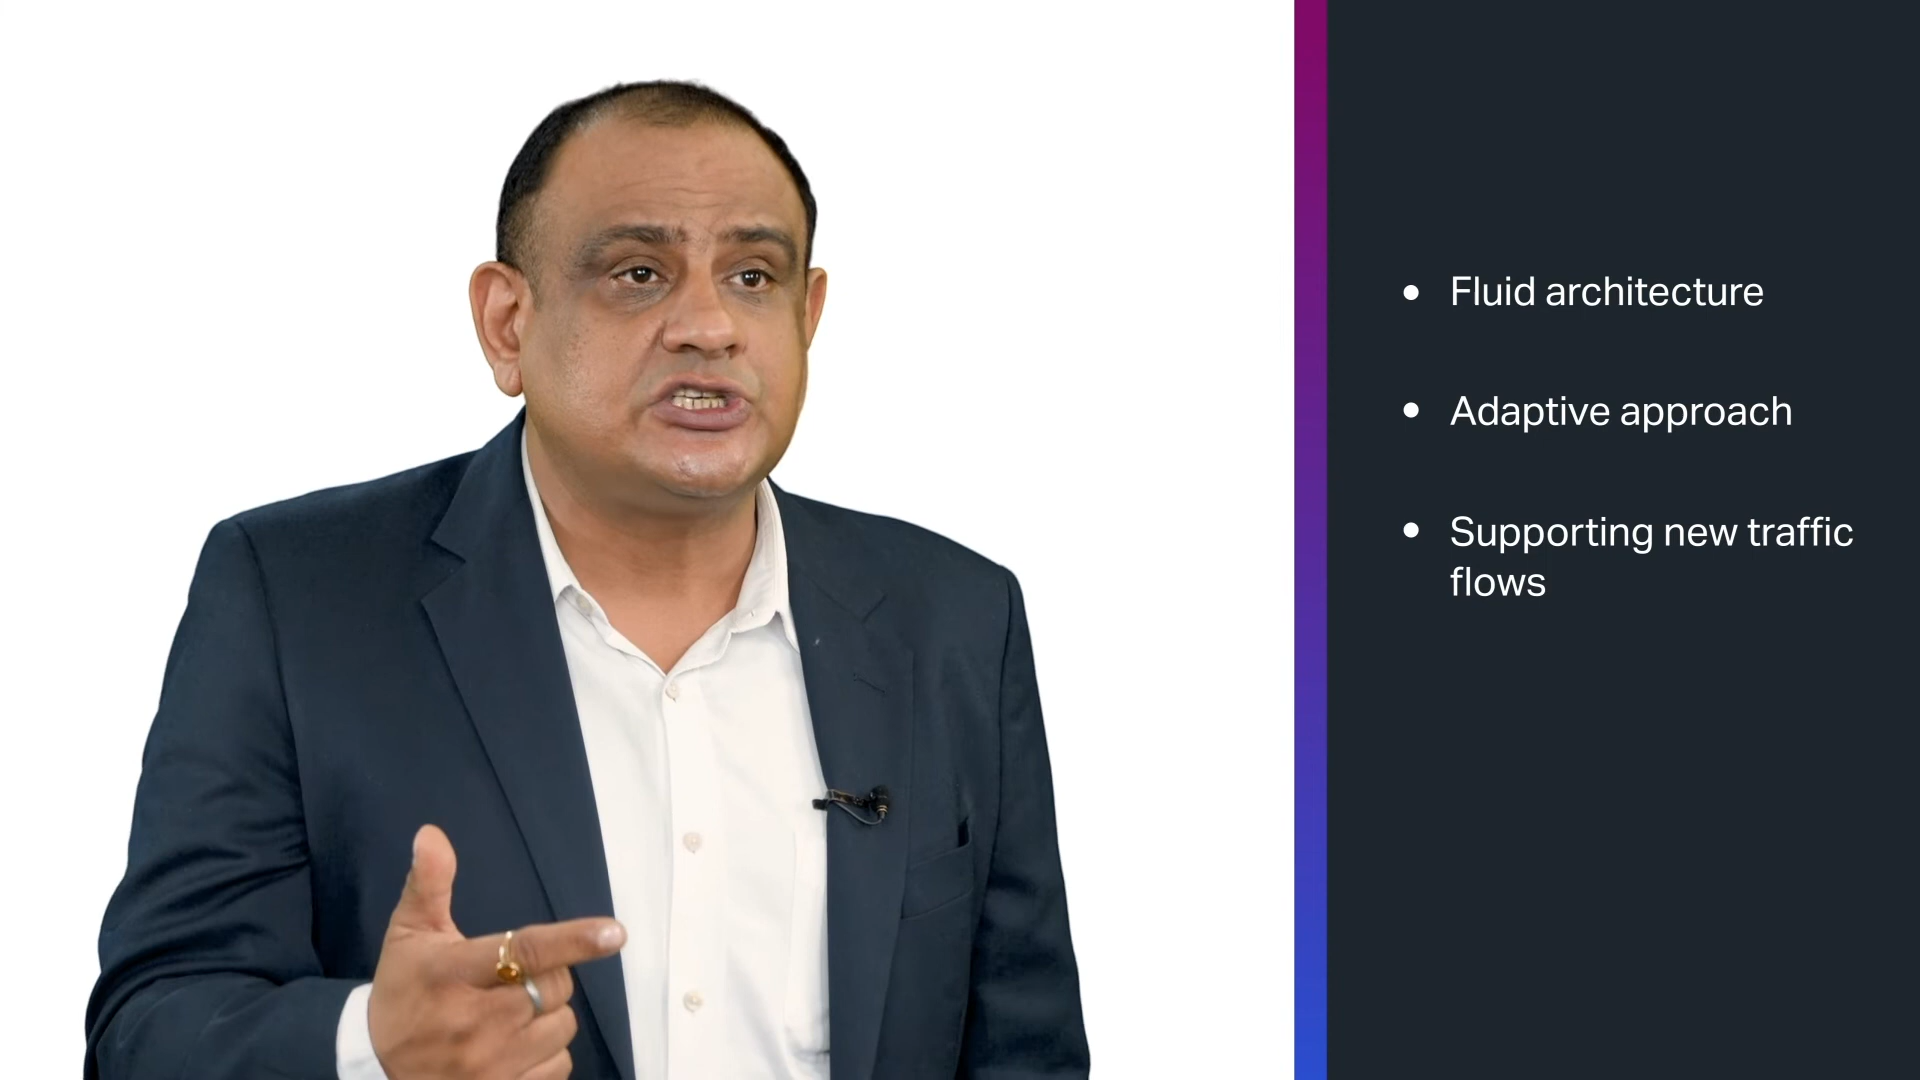 Fluid architecture
Adaptive approach
Supporting new traffic
flows